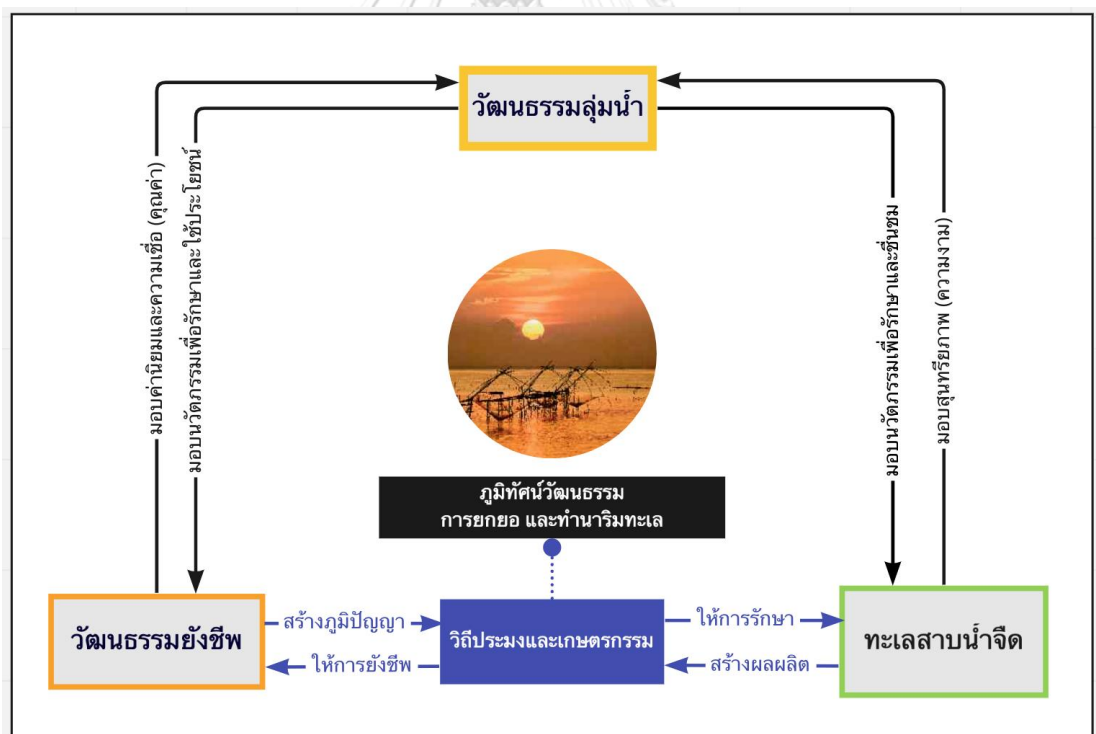 วัฒนธรรมลุ่มน้ำ
มอบค่านิยมและความเชื่อ (คุณค่า)
มอบนวัตกรรมเพื่อรักษาและใช้ประโยชน์
มอบนวัตกรรมเพื่อรักษาและชื่นชม
มอบสุนทรียภาพ (ความงาม)
ภูมิทัศน์วัฒนธรรม
การยกยอ และทำนาริมทะเล
วัฒนธรรมยังชีพ
สร้างภูมิปัญญา
ให้การยังชีพ
วิถีประมงและเกษตรกรรม
ให้การรักษา
สร้างผลผลิต
ทะเลสาบน้ำจืด